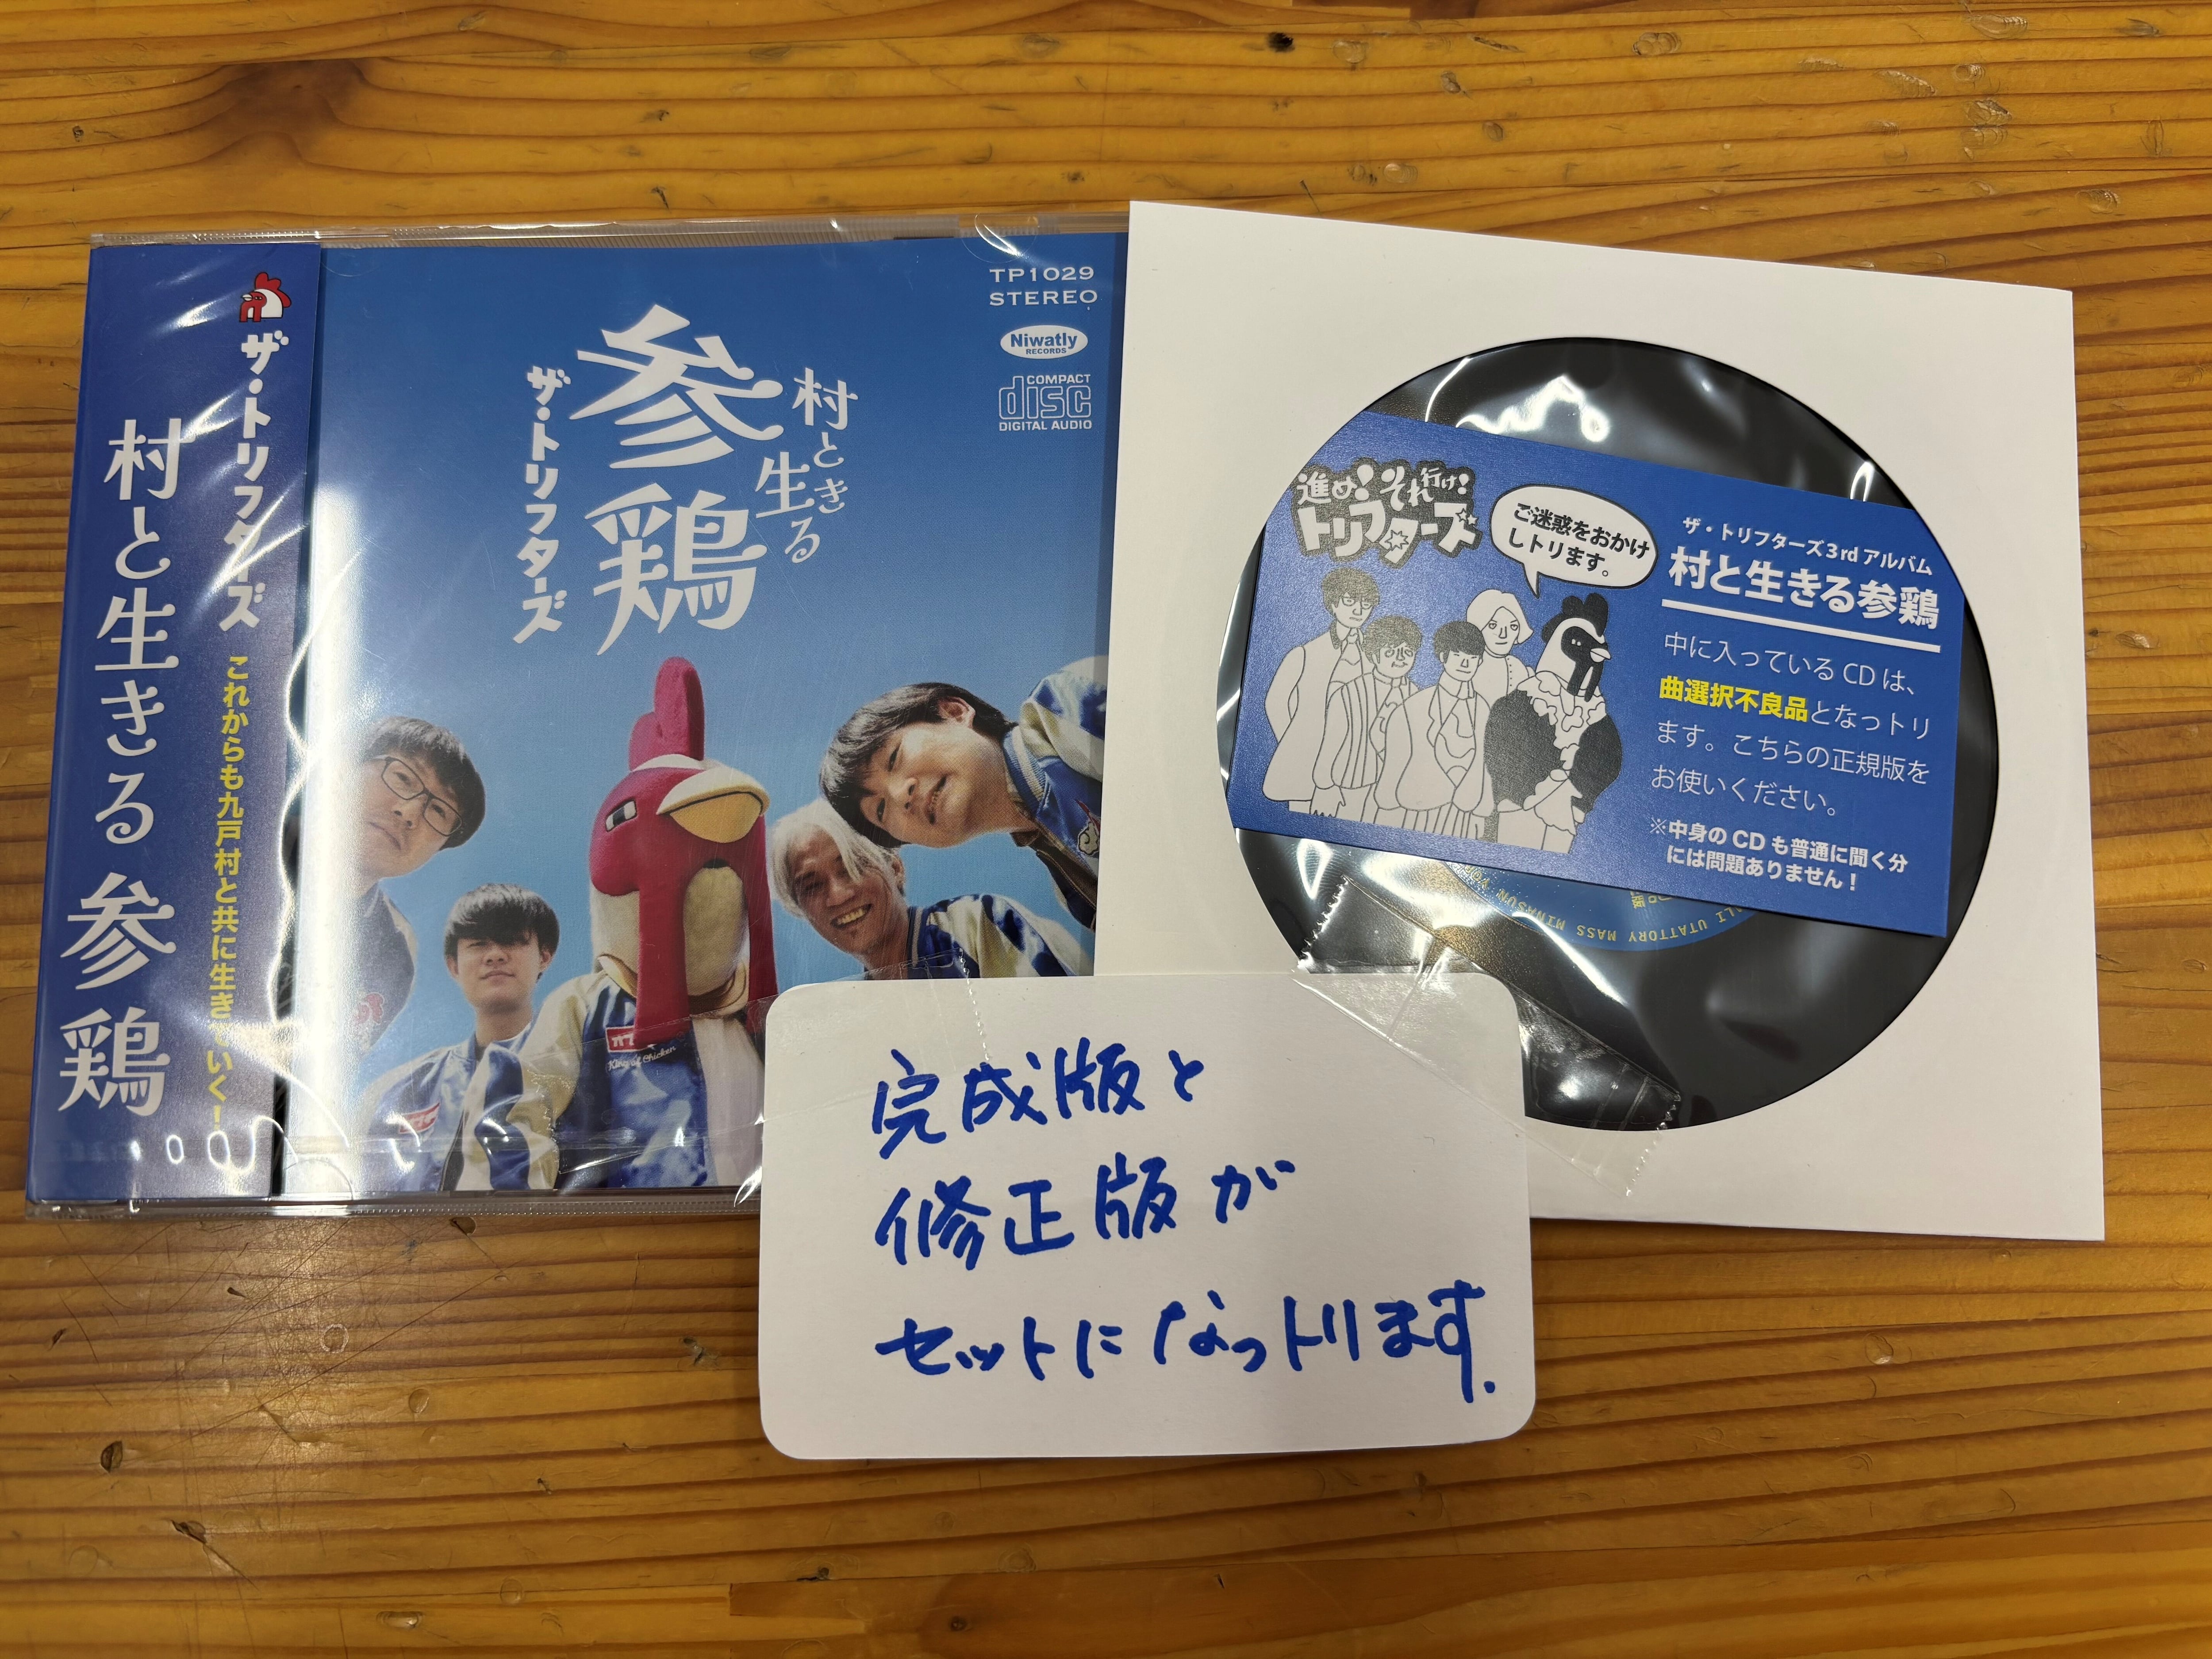 ザ・トリフターズ これからも九戸村と共に生きていく!
村と生きる 参鶏
TP1029
STEREO
Niwatly
RECORDS
COMPACT
disc
DIGITAL AUDIO
村と生きる
参鶏
ザ・トリフターズ
King of Chicken
進め!それ行け!
トリフターズ
ご迷惑をおかけ
しトリます。
ザ・トリフターズ3rdアルバム
村と生きる参鶏
中に入っているCDは、
曲選択不良品となっトリ
ます。こちらの正規版を
お使いください。
※中身のCDも普通に聞く分
には問題ありません!
UTATTORY MASS MIWASUN
完成版と
修正版が
セットになっトリます.